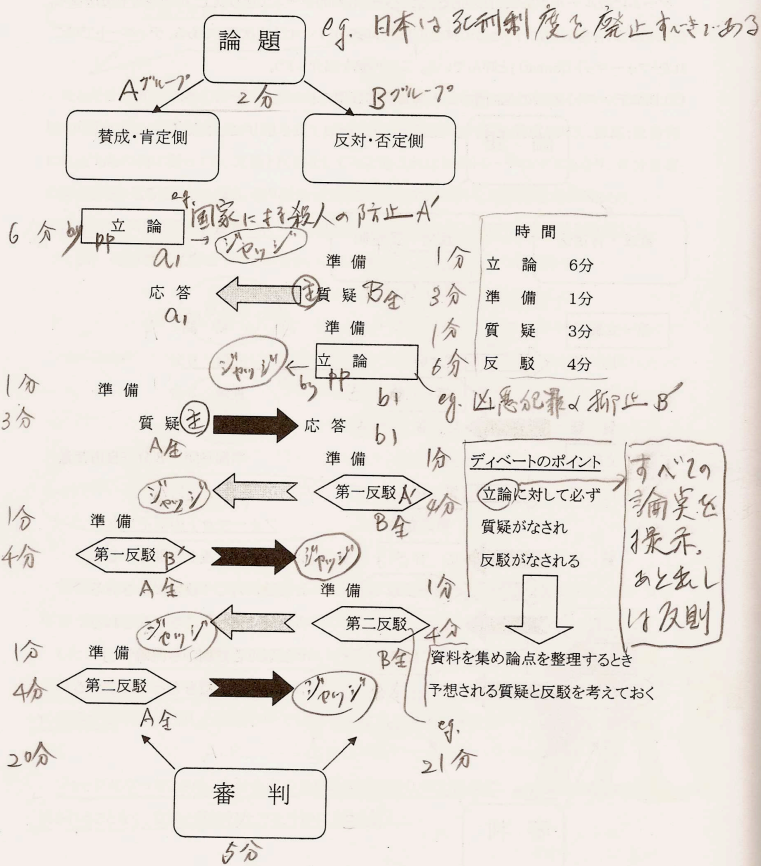 論題
eg. 日本は死刑制度を廃止すべきである
Aグループ
2分
Bグループ
賛成・肯定側
反対・否定側
eg. 国家による殺人の防止 A'
6分 by pp 立論 → ジャッジ
a1
準備 1分
応答 主 質疑 B全 3分
a1
準備 1分
ジャッジ ← by pp 立論 6分
b1
eg. 凶悪犯罪の抑止 B'
時間
立論 6分
準備 1分
質疑 3分
反駁 4分
1分 準備
3分 質疑 主 応答 b1
A全
準備 1分
ジャッジ 第一反駁 A' 4分
B全
1分 準備
4分 第一反駁 B' ジャッジ
A全
準備 1分
ジャッジ 第二反駁 4分
B全
1分 準備
4分 第二反駁 ジャッジ
A全
20分
eg.
21分
ディベートのポイント
立論に対して必ず
質疑がなされ
反駁がなされる
資料を集め論点を整理するとき
予想される質疑と反駁を考えておく
すべての
論実を
提示、
あと出し
は反則
審判
5分